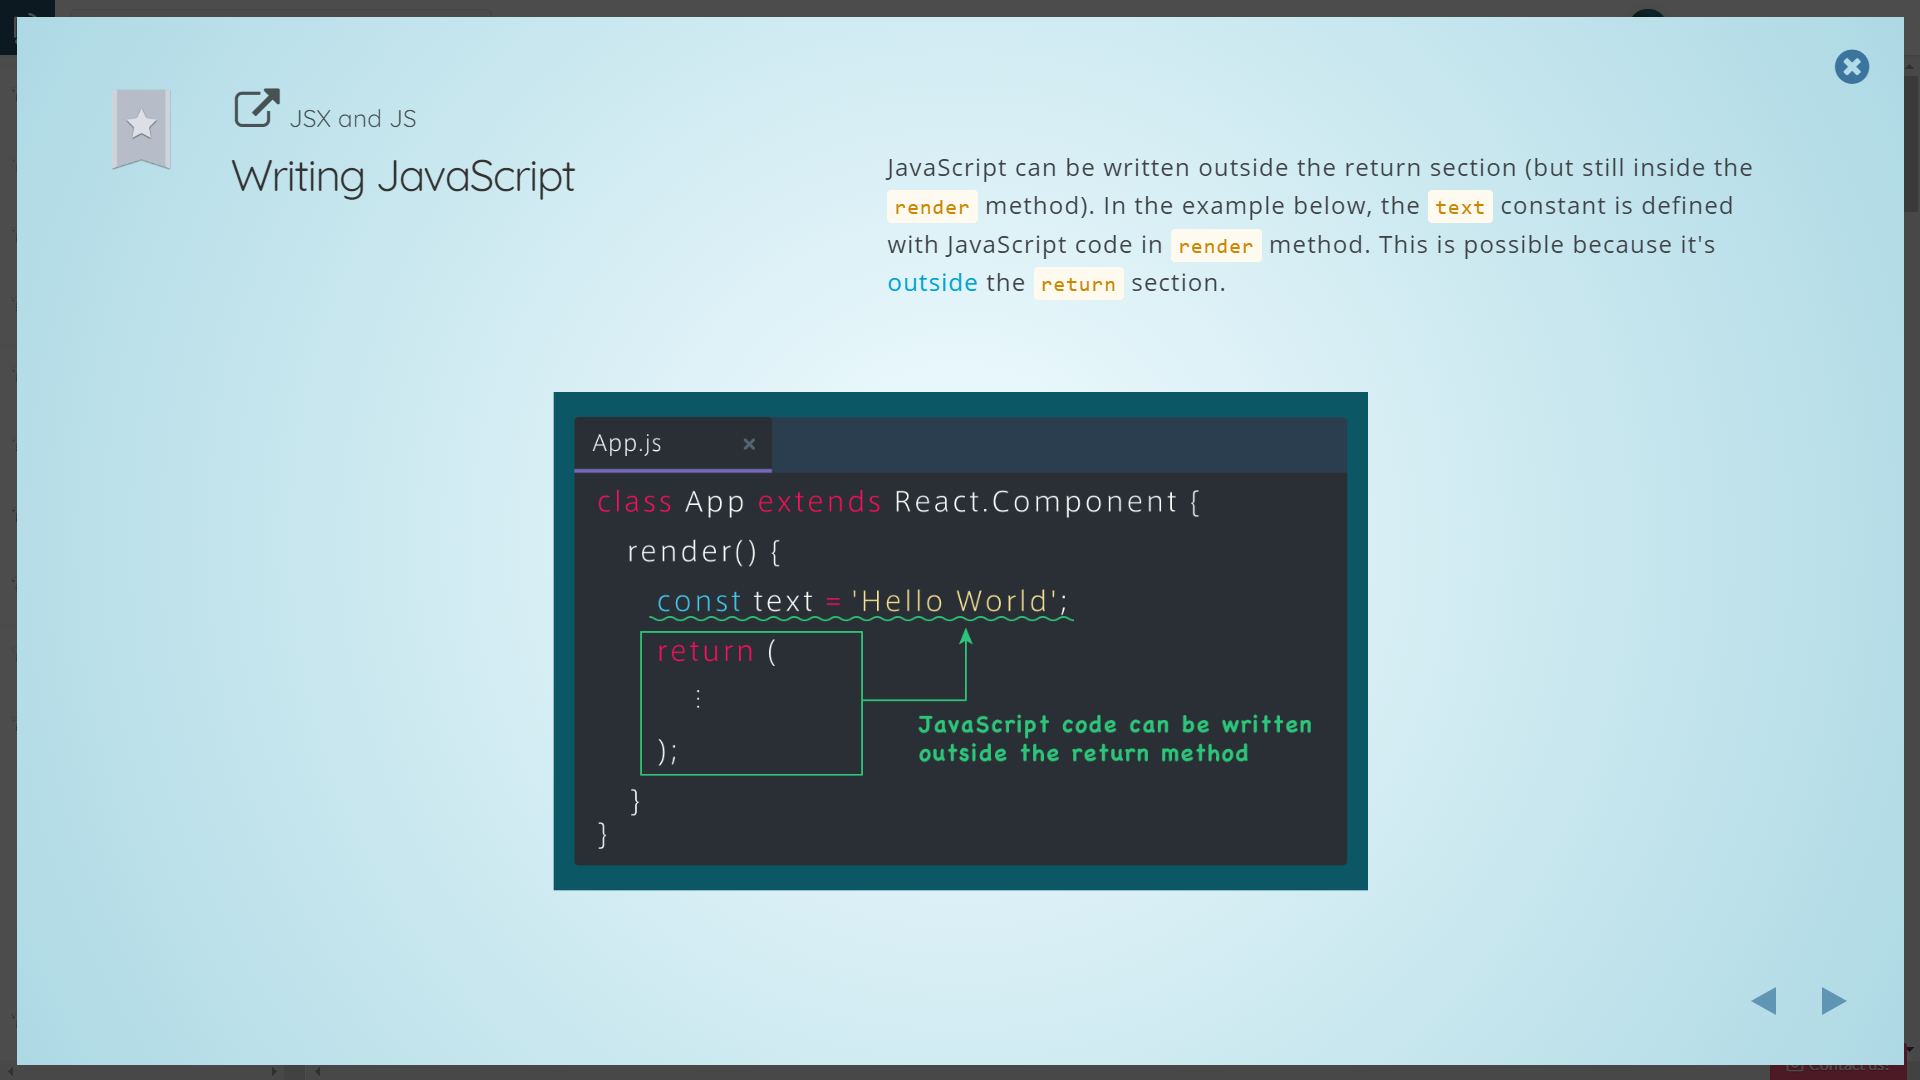 JSX and JS
Writing JavaScript
JavaScript can be written outside the return section (but still inside the
render method). In the example below, the text constant is defined
with JavaScript code in render method. This is possible because it's
outside the return section.
App.js ×
class App extends React.Component {
render() {
const text = 'Hello World';
return (
⋮
);
JavaScript code can be written
outside the return method
}
}
Contact us!